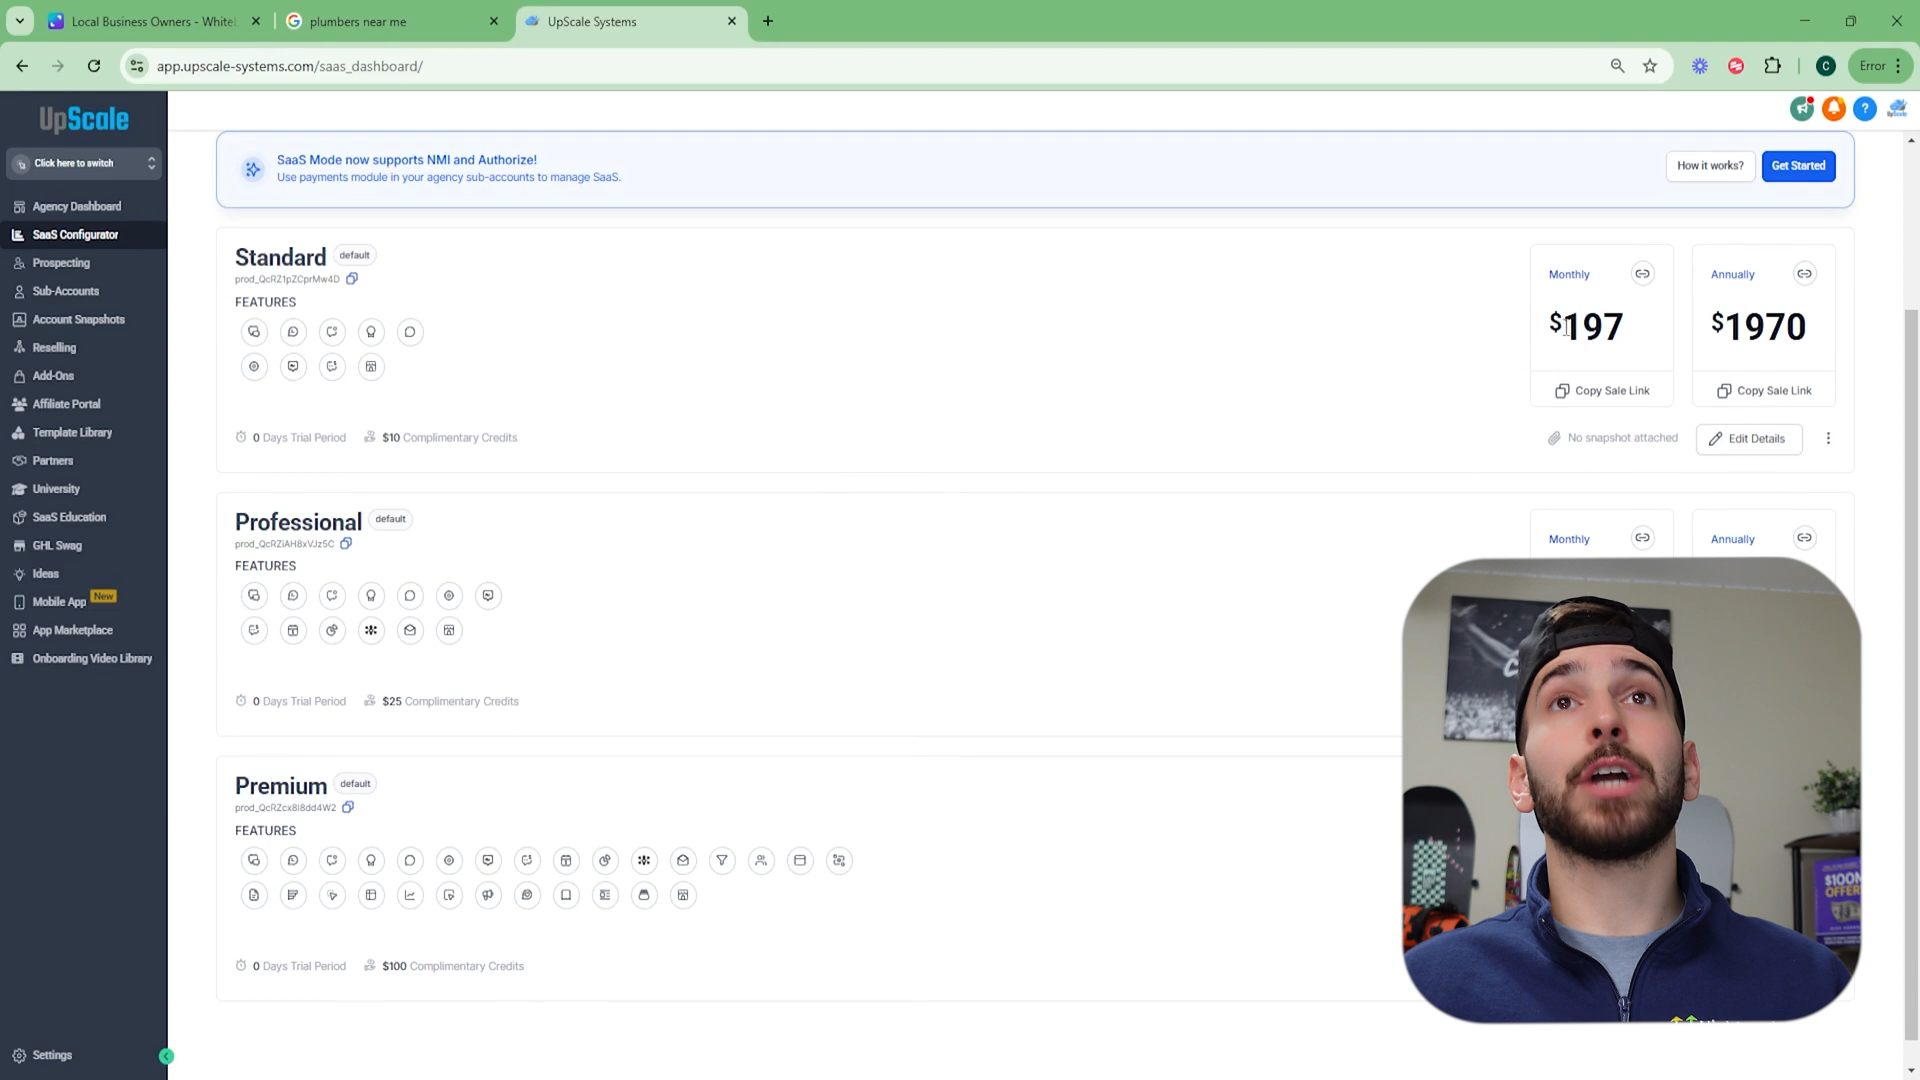 Local Business Owners - Whitel
plumbers near me
UpScale Systems
app.upscale-systems.com/saas_dashboard/
C
Error
UpScale
Click here to switch
Agency Dashboard
SaaS Configurator
Prospecting
Sub-Accounts
Account Snapshots
Reselling
Add-Ons
Affiliate Portal
Template Library
Partners
University
SaaS Education
GHL Swag
Ideas
Mobile App New
App Marketplace
Onboarding Video Library
Settings
SaaS Mode now supports NMI and Authorize!
Use payments module in your agency sub-accounts to manage SaaS.
How it works?
Get Started
Standard default
prod_QcRZ1pZCprMw4D
FEATURES
0 Days Trial Period $10 Complimentary Credits
Monthly
$197
Copy Sale Link
Annually
$1970
Copy Sale Link
No snapshot attached
Edit Details
Professional default
prod_QcRZiAH8xVJz5C
FEATURES
0 Days Trial Period $25 Complimentary Credits
Monthly
Annually
Premium default
prod_QcRZcx8I8dd4W2
FEATURES
0 Days Trial Period $100 Complimentary Credits
$100M
OFFERS